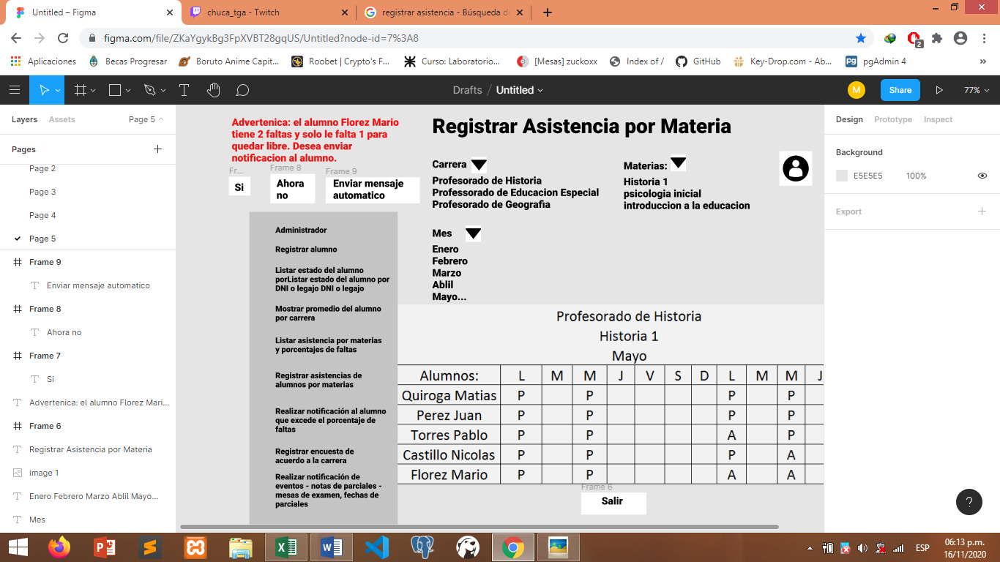 Untitled – Figma
chuca_tga - Twitch
registrar asistencia - Búsqueda d
figma.com/file/ZKaYgykBg3FpXVBT28gqUS/Untitled?node-id=7%3A8
2
Aplicaciones
Becas Progresar
Boruto Anime Capit...
Roobet | Crypto's F...
Curso: Laboratorio...
[Mesas] zuckoxx
Index of /
GitHub
Key-Drop.com - Ab...
pgAdmin 4
»
Drafts / Untitled
M
Share
77%
Layers
Assets
Page 5
Pages
Page 2
Page 3
Page 4
Page 5
Frame 9
Enviar mensaje automatico
Frame 8
Ahora no
Frame 7
Si
Advertenica: el alumno Florez Mari...
Frame 6
Registrar Asistencia por Materia
image 1
Enero Febrero Marzo Ablil Mayo...
Mes
Advertenica: el alumno Florez Mario
tiene 2 faltas y solo le falta 1 para
quedar libre. Desea enviar
notificacion al alumno.
Fr...
Si
Frame 8
Ahora
no
Frame 9
Enviar mensaje
automatico
Administrador
Registrar alumno
Listar estado del alumno
porListar estado del alumno por
DNI o legajo DNI o legajo
Mostrar promedio del alumno
por carrera
Listar asistencia por materias
y porcentajes de faltas
Registrar asistencias de
alumnos por materias
Realizar notificación al alumno
que excede el porcentaje de
faltas
Registrar encuesta de
acuerdo a la carrera
Realizar notificación de
eventos - notas de parciales -
mesas de examen, fechas de
parciales
Registrar Asistencia por Materia
Carrera
Profesorado de Historia
Professorado de Educacion Especial
Profesorado de Geografia
Materias:
Historia 1
psicologia inicial
introduccion a la educacion
Mes
Enero
Febrero
Marzo
Ablil
Mayo...
Profesorado de Historia
Historia 1
Mayo
Alumnos: L M M J V S D L M M J
Quiroga Matias P P P P
Perez Juan P P P P
Torres Pablo P P A P
Castillo Nicolas P P P A
Florez Mario P P A A
Frame 6
Salir
Design
Prototype
Inspect
Background
E5E5E5 100%
Export
?
ESP
06:13 p.m.
16/11/2020